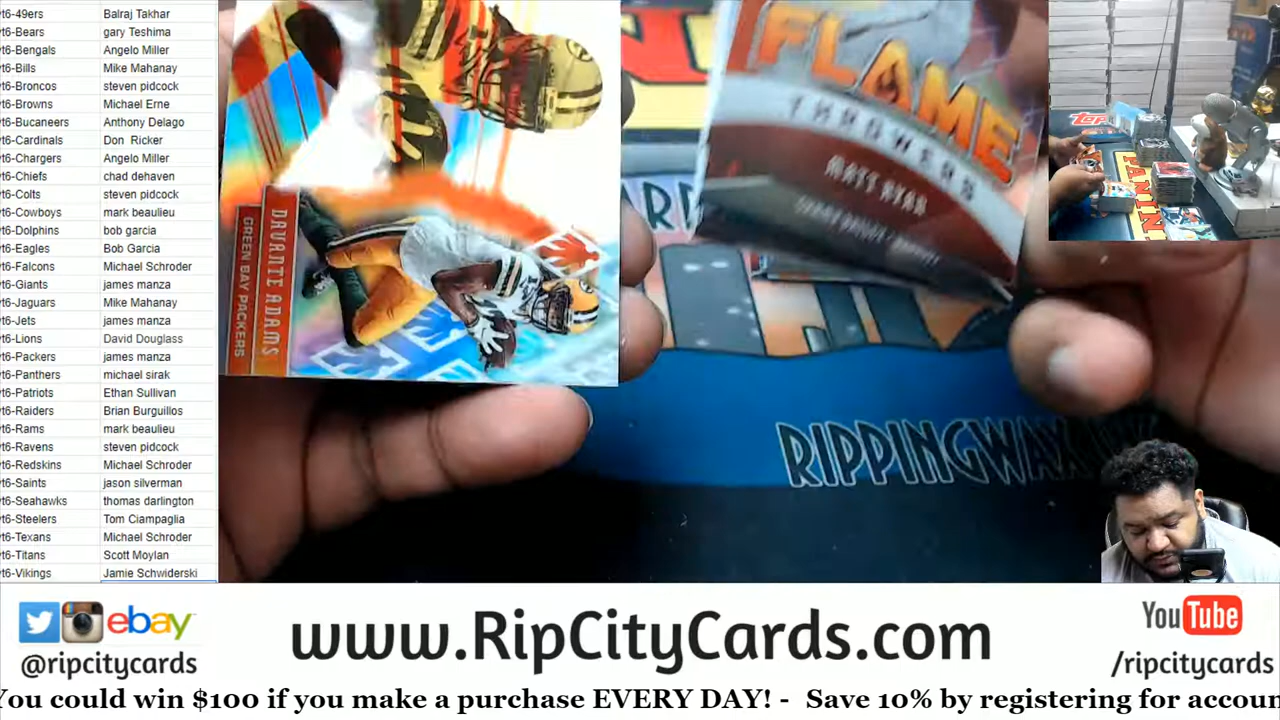 t6-49ers Balraj Takhar
t6-Bears gary Teshima
t6-Bengals Angelo Miller
t6-Bills Mike Mahanay
t6-Broncos steven pidcock
t6-Browns Michael Erne
t6-Bucaneers Anthony Delago
t6-Cardinals Don Ricker
t6-Chargers Angelo Miller
t6-Chiefs chad dehaven
t6-Colts steven pidcock
t6-Cowboys mark beaulieu
t6-Dolphins bob garcia
t6-Eagles Bob Garcia
t6-Falcons Michael Schroder
t6-Giants james manza
t6-Jaguars Mike Mahanay
t6-Jets james manza
t6-Lions David Douglass
t6-Packers james manza
t6-Panthers michael sirak
t6-Patriots Ethan Sullivan
t6-Raiders Brian Burguillos
t6-Rams mark beaulieu
t6-Ravens steven pidcock
t6-Redskins Michael Schroder
t6-Saints jason silverman
t6-Seahawks thomas darlington
t6-Steelers Tom Ciampaglia
t6-Texans Michael Schroder
t6-Titans Scott Moylan
t6-Vikings Jamie Schwiderski
DAVANTE ADAMS
GREEN BAY PACKERS
FLAME
THROWERS
MATT RYAN
RIPPINGWAX
PANINI
ebay
@ripcitycards
www.RipCityCards.com
YouTube
/ripcitycards
You could win $100 if you make a purchase EVERY DAY! - Save 10% by registering for accoun